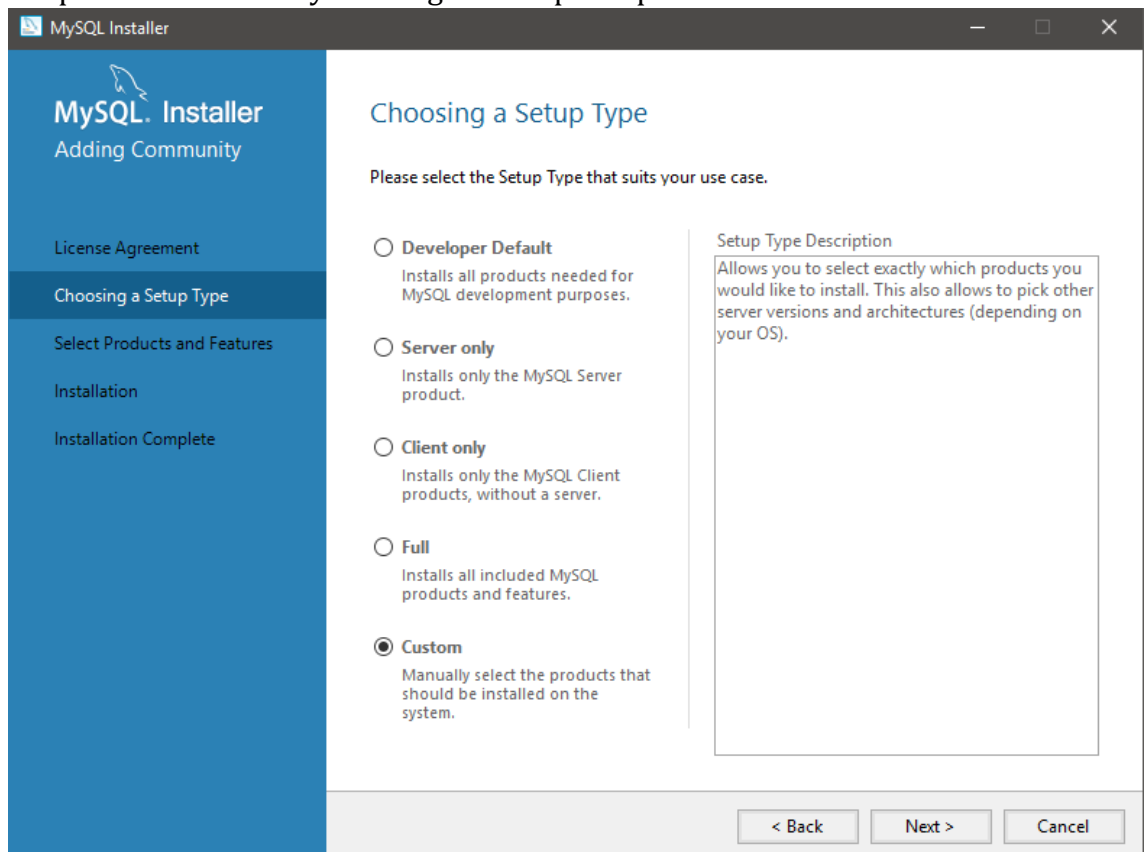 MySQL Installer
MySQL. Installer
Adding Community
License Agreement
Choosing a Setup Type
Select Products and Features
Installation
Installation Complete
Choosing a Setup Type
Please select the Setup Type that suits your use case.
Developer Default
Installs all products needed for
MySQL development purposes.
Server only
Installs only the MySQL Server
product.
Client only
Installs only the MySQL Client
products, without a server.
Full
Installs all included MySQL
products and features.
Custom
Manually select the products that
should be installed on the
system.
Setup Type Description
Allows you to select exactly which products you
would like to install. This also allows to pick other
server versions and architectures (depending on
your OS).
< Back
Next >
Cancel